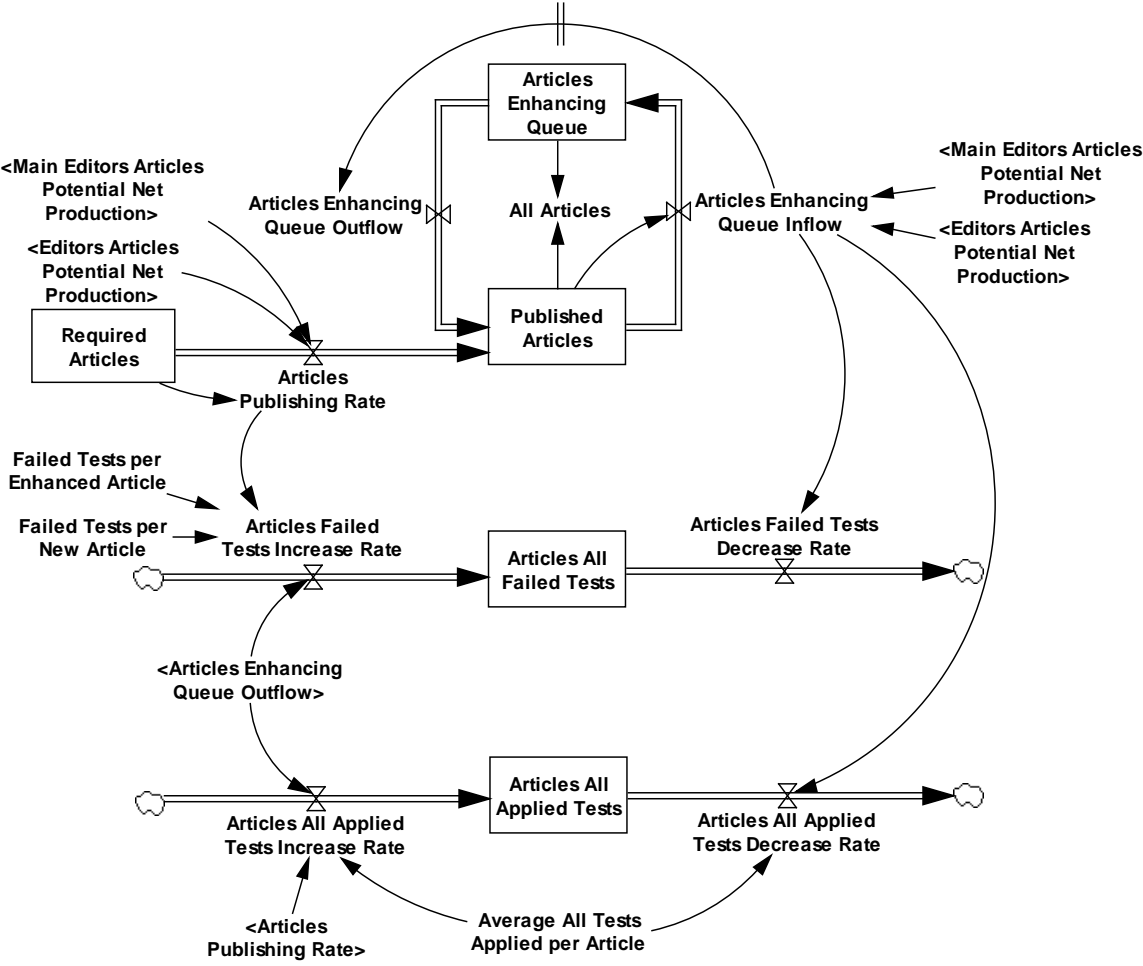 Articles
Enhancing
Queue
<Main Editors Articles
Potential Net
Production>
Articles Enhancing
Queue Outflow
All Articles
Articles Enhancing
Queue Inflow
<Main Editors Articles
Potential Net
Production>
<Editors Articles
Potential Net
Production>
<Editors Articles
Potential Net
Production>
Required
Articles
Published
Articles
Articles
Publishing Rate
Failed Tests per
Enhanced Article
Failed Tests per
New Article
Articles Failed
Tests Increase Rate
Articles All
Failed Tests
Articles Failed Tests
Decrease Rate
<Articles Enhancing
Queue Outflow>
Articles All
Applied Tests
Articles All Applied
Tests Increase Rate
Articles All Applied
Tests Decrease Rate
<Articles
Publishing Rate>
Average All Tests
Applied per Article